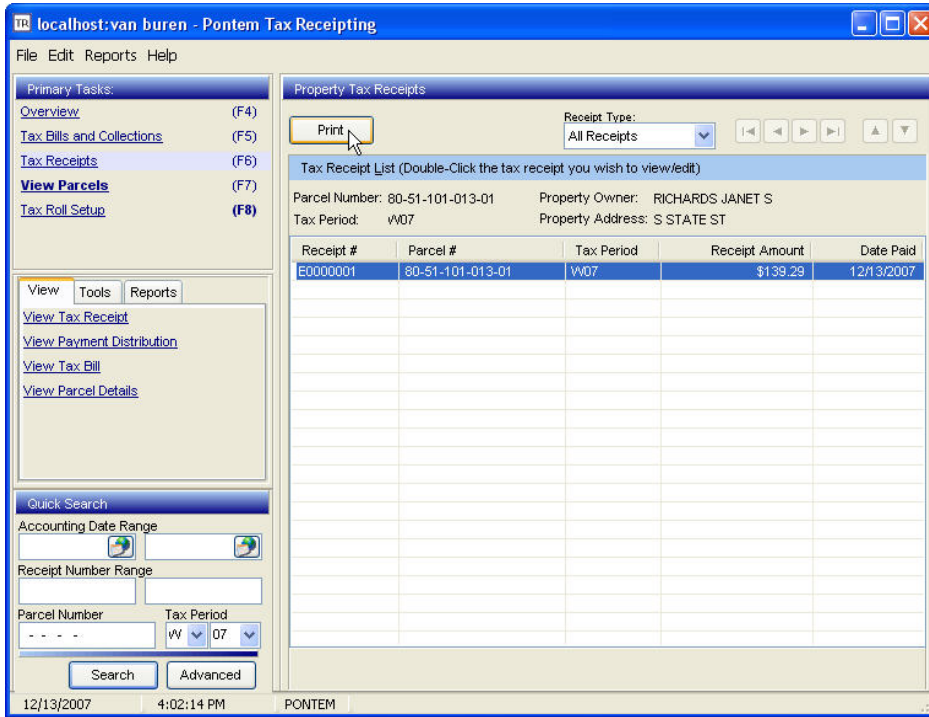 TR localhost:van buren - Pontem Tax Receipting
File Edit Reports Help
Primary Tasks:
Overview (F4)
Tax Bills and Collections (F5)
Tax Receipts (F6)
View Parcels (F7)
Tax Roll Setup (F8)
View Tools Reports
View Tax Receipt
View Payment Distribution
View Tax Bill
View Parcel Details
Quick Search
Accounting Date Range
Receipt Number Range
Parcel Number Tax Period
- - - - W 07
Search Advanced
Property Tax Receipts
Print
Receipt Type:
All Receipts
Tax Receipt List (Double-Click the tax receipt you wish to view/edit)
Parcel Number: 80-51-101-013-01 Property Owner: RICHARDS JANET S
Tax Period: W07 Property Address: S STATE ST
Receipt # Parcel # Tax Period Receipt Amount Date Paid
E0000001 80-51-101-013-01 W07 $139.29 12/13/2007
12/13/2007 4:02:14 PM PONTEM